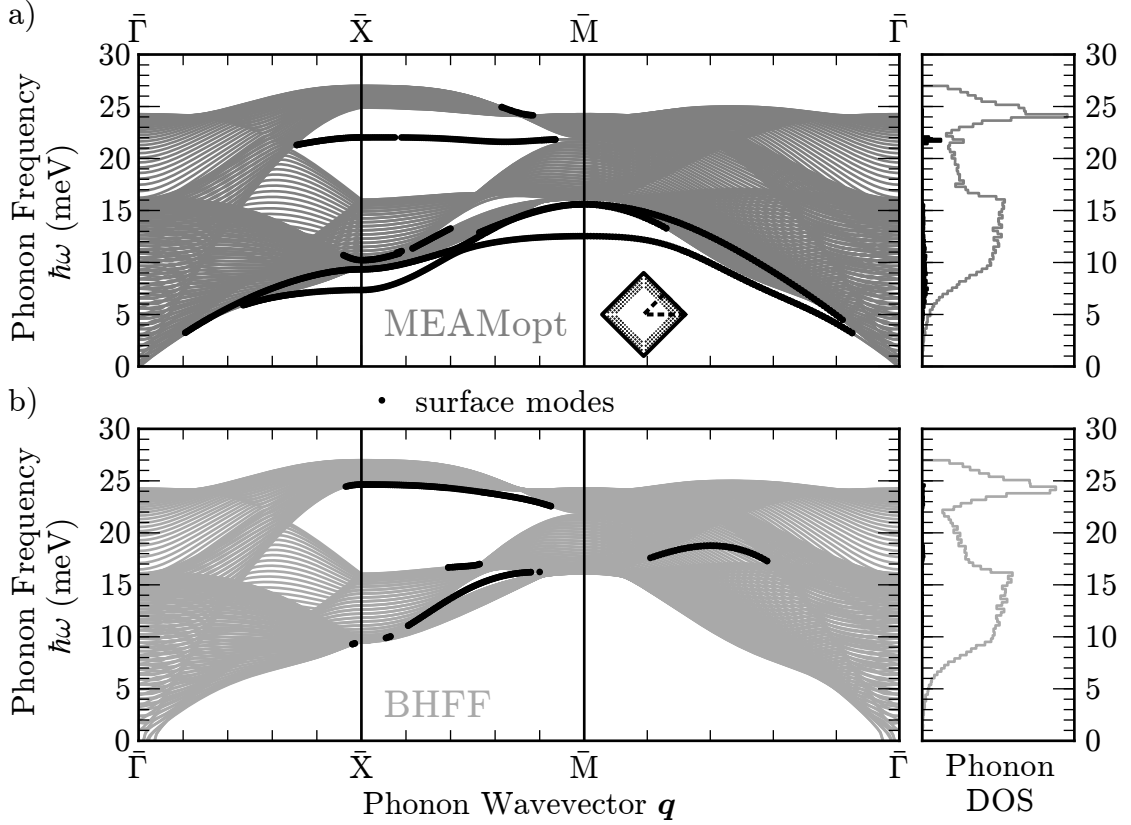 a)
Γ̄ X̄ M̄ Γ̄
30 30
25 25
20 20
15 15
10 10
5 5
0 0
Phonon Frequency
ħω (meV)
MEAMopt
b)
• surface modes
30 30
25 25
20 20
15 15
10 10
5 5
0 0
Phonon Frequency
ħω (meV)
BHFF
Γ̄ X̄ M̄ Γ̄
Phonon Wavevector q
Phonon
DOS